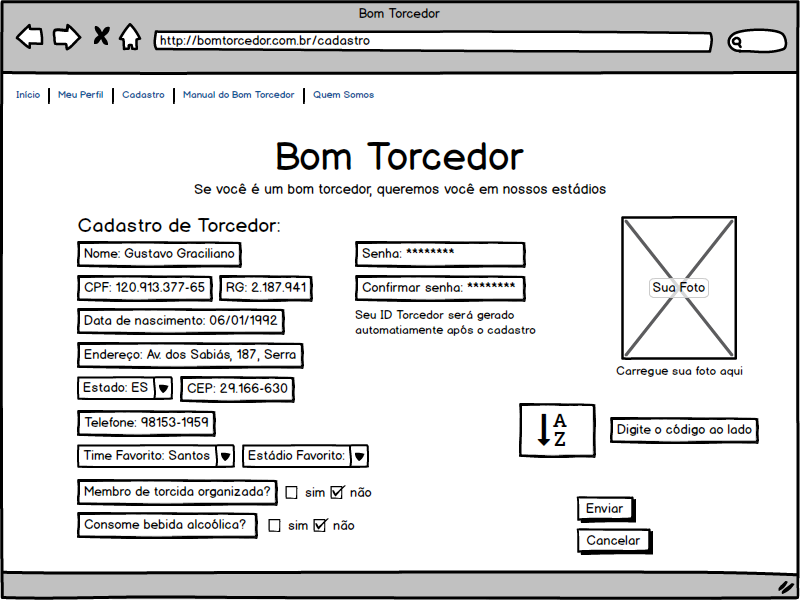 Bom Torcedor
http://bomtorcedor.com.br/cadastro
Início Meu Perfil Cadastro Manual do Bom Torcedor Quem Somos
Bom Torcedor
Se você é um bom torcedor, queremos você em nossos estádios
Cadastro de Torcedor:
Nome: Gustavo Graciliano
CPF: 120.913.377-65 RG: 2.187.941
Data de nascimento: 06/01/1992
Endereço: Av. dos Sabiás, 187, Serra
Estado: ES CEP: 29.166-630
Telefone: 98153-1959
Time Favorito: Santos Estádio Favorito:
Membro de torcida organizada? sim não
Consome bebida alcoólica? sim não
Senha: ********
Confirmar senha: ********
Seu ID Torcedor será gerado
automatiamente após o cadastro
Sua Foto
Carregue sua foto aqui
A
Z
Digite o código ao lado
Enviar
Cancelar